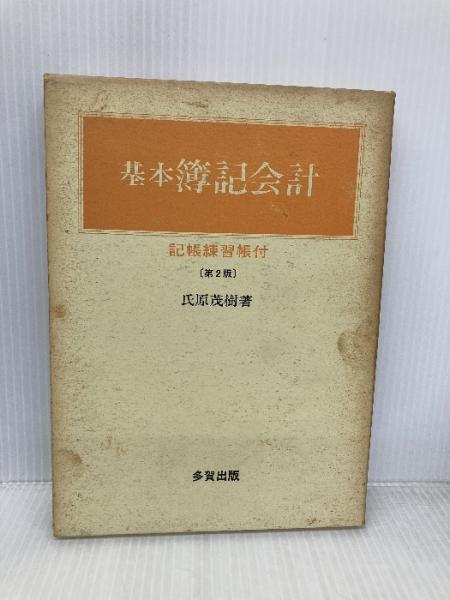 基本 簿記会計
記帳練習帳付
〔第2版〕
氏原茂樹著
多賀出版